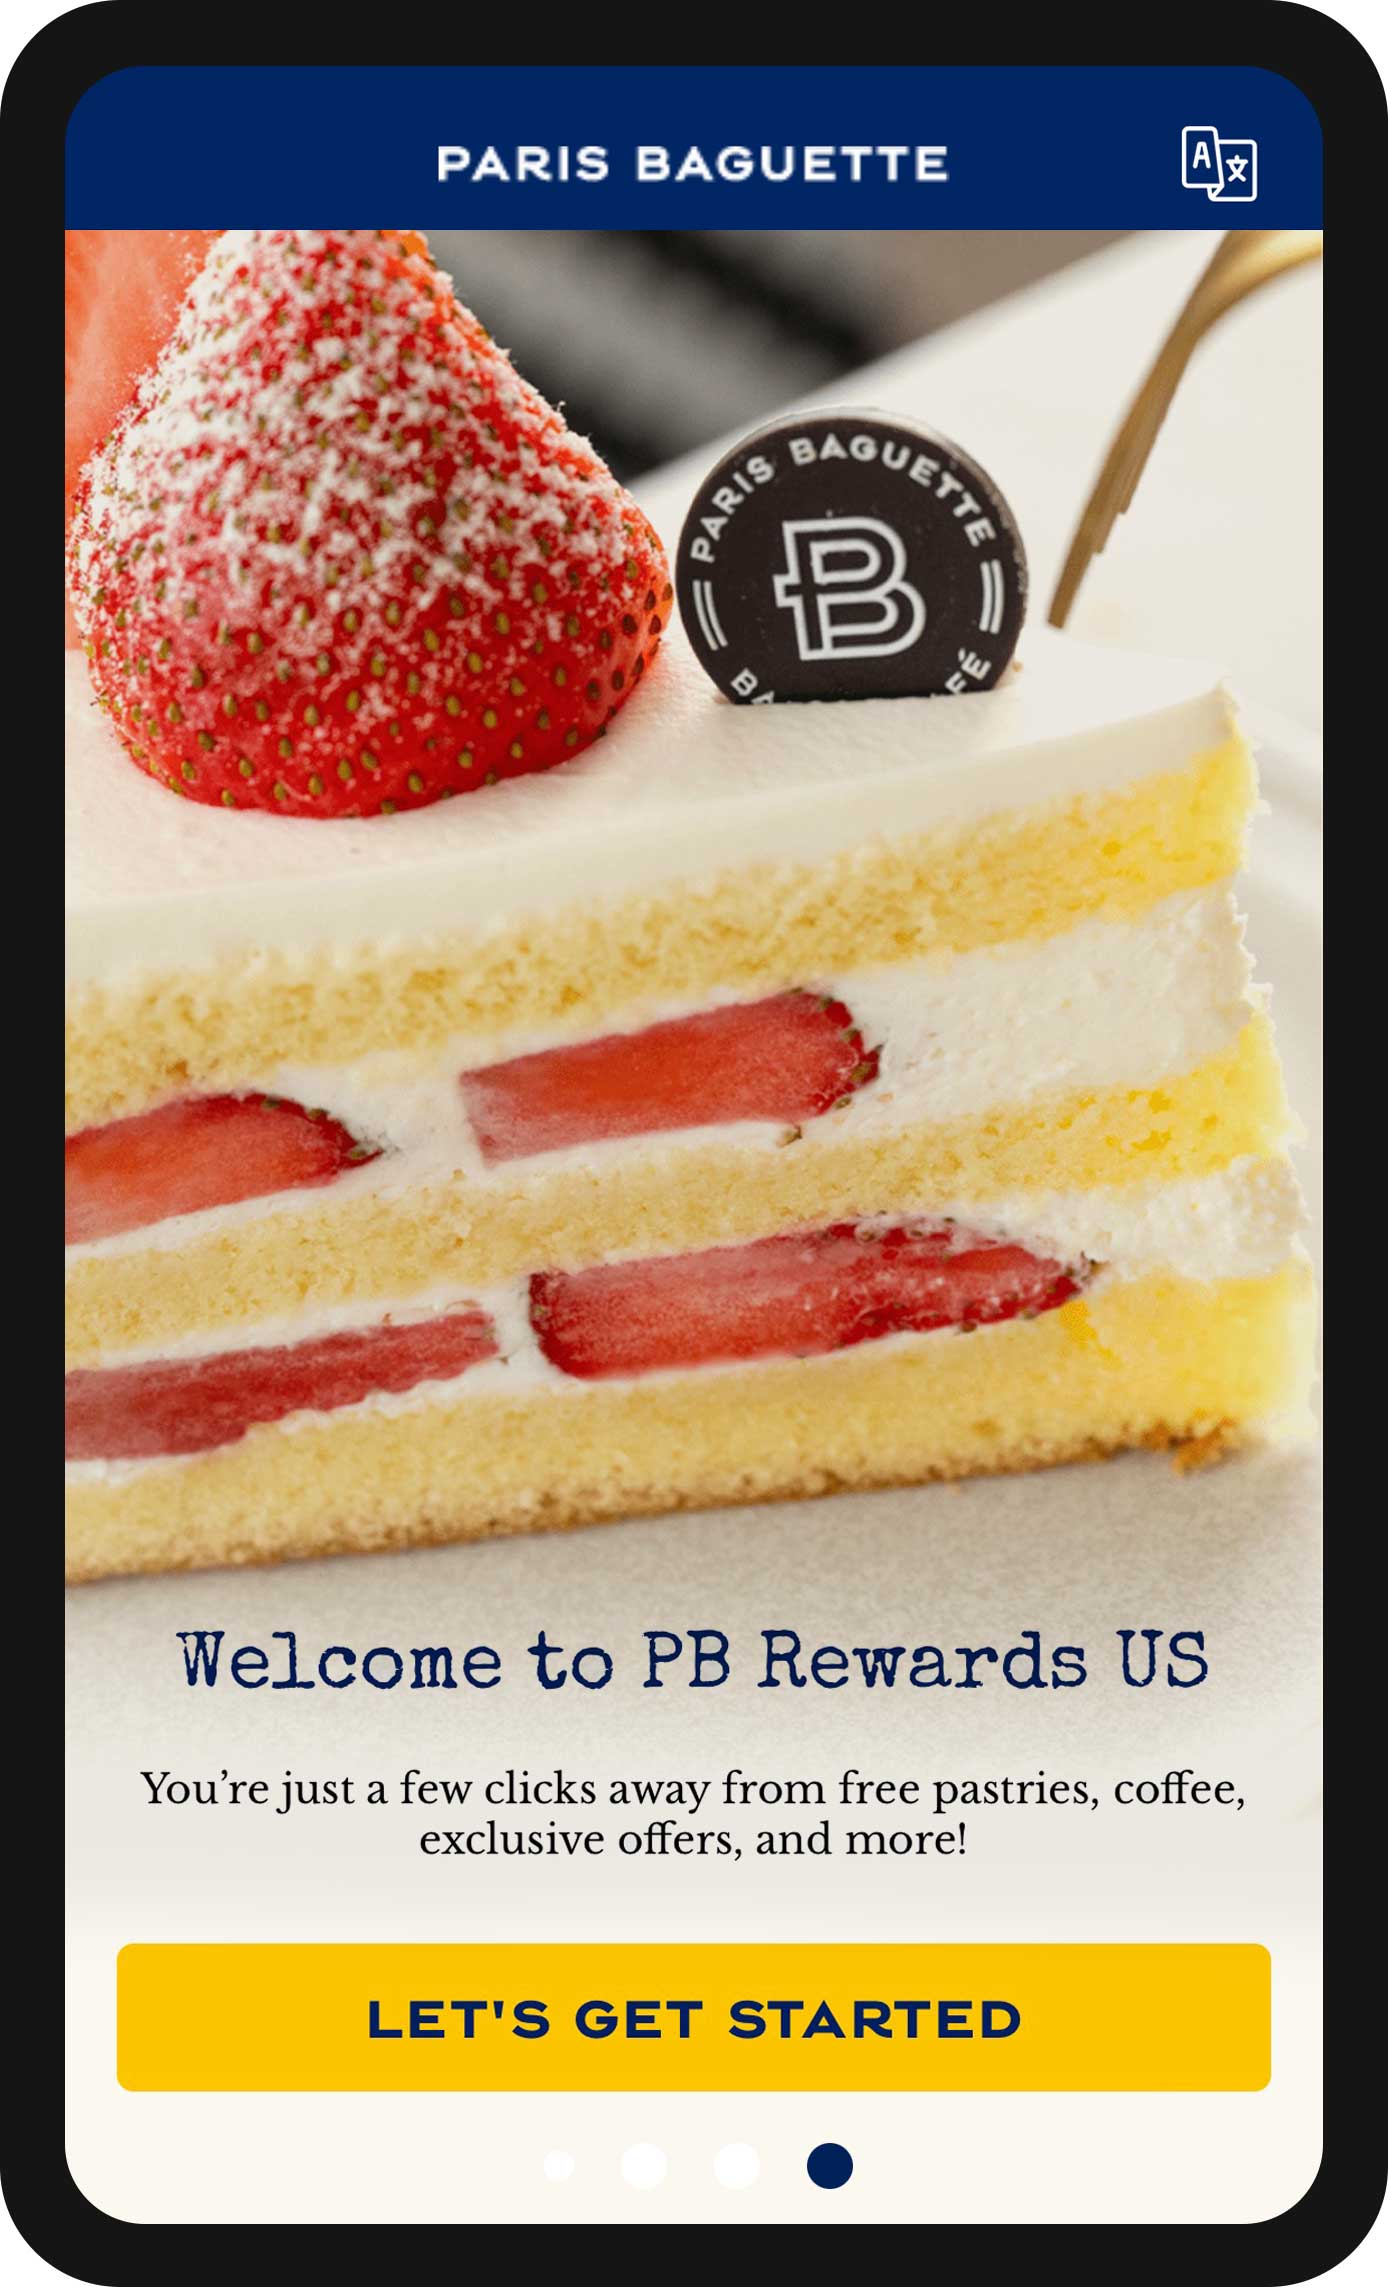 PARIS BAGUETTE
A 文
PARIS BAGUETTE
B
Welcome to PB Rewards US
You’re just a few clicks away from free pastries, coffee,
exclusive offers, and more!
LET'S GET STARTED